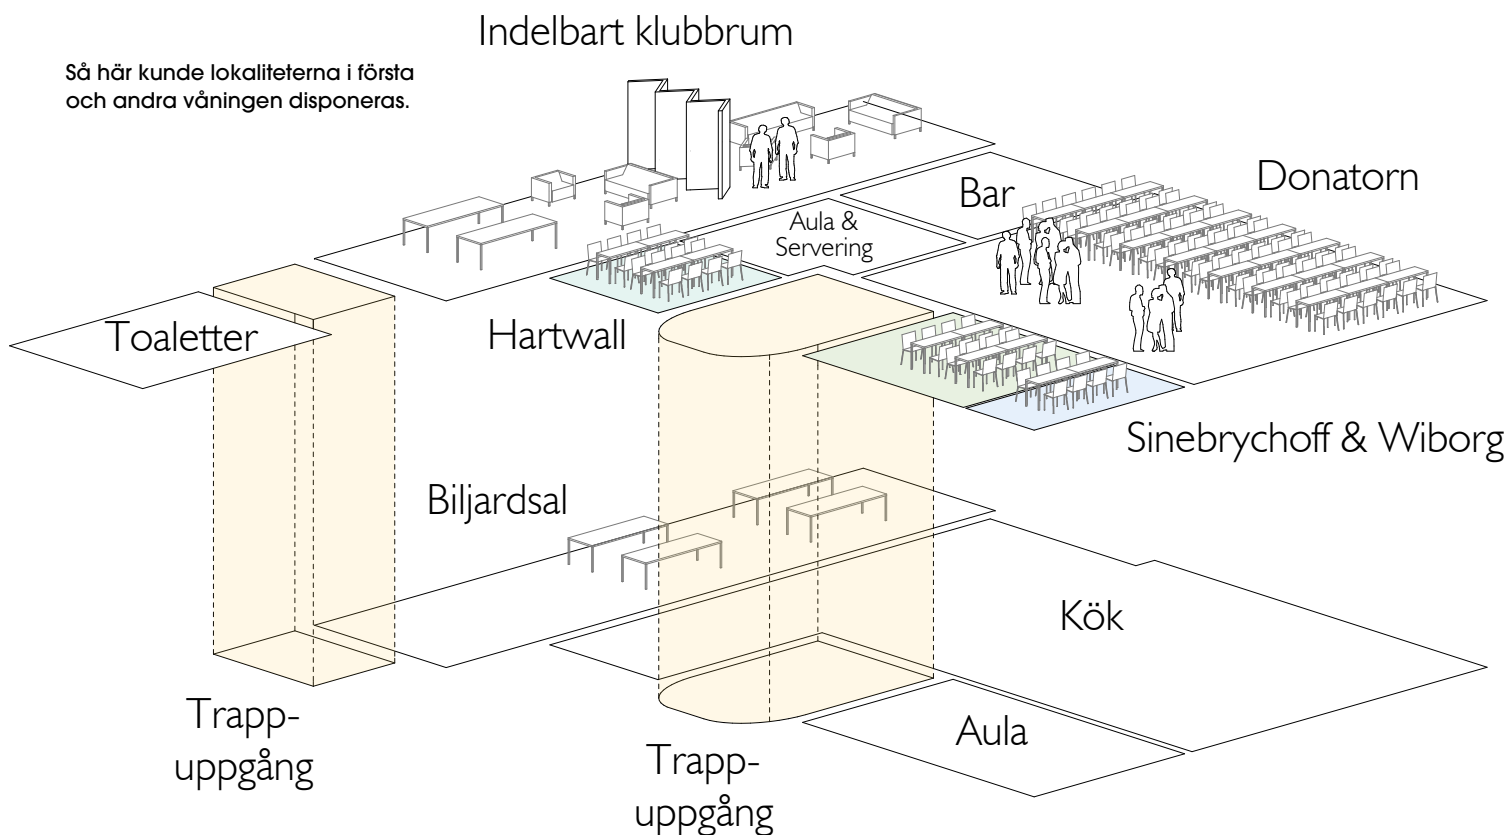 Indelbart klubbrum
Så här kunde lokaliteterna i första
och andra våningen disponeras.
Donatorn
Bar
Aula &
Servering
Toaletter
Hartwall
Sinebrychoff & Wiborg
Biljardsal
Kök
Trapp-
uppgång
Aula
Trapp-
uppgång